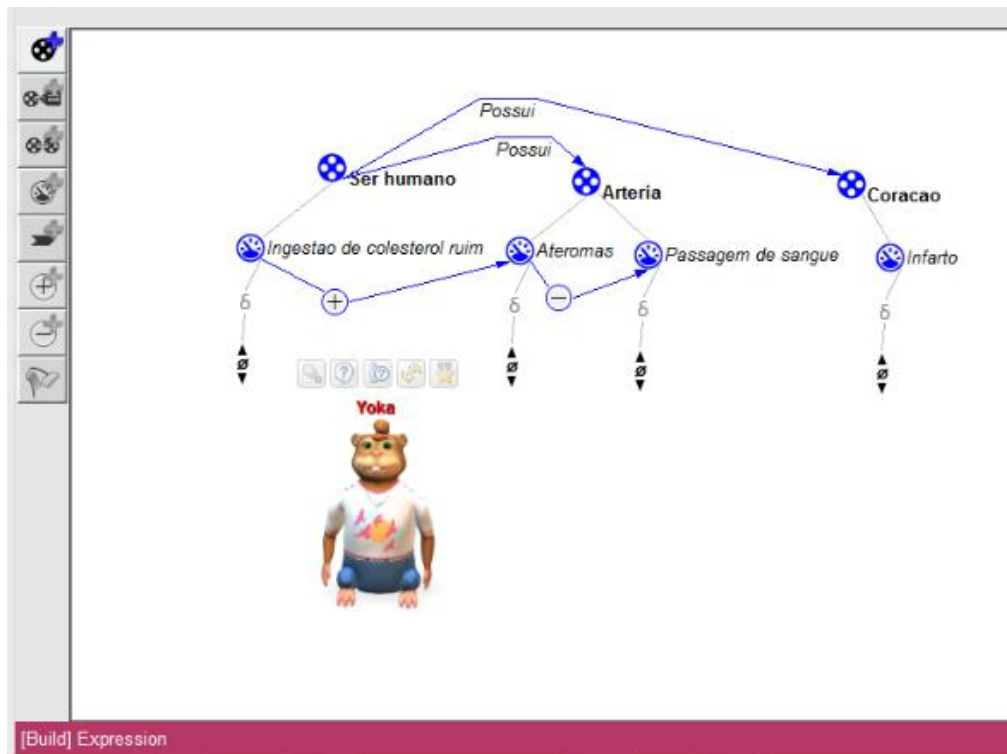 Possui
Possui
Ser humano
Arteria
Coracao
Ingestao de colesterol ruim
Ateromas
Passagem de sangue
Infarto
+
−
δ
δ
δ
δ
ø
ø
ø
ø
Yoka
[Build] Expression